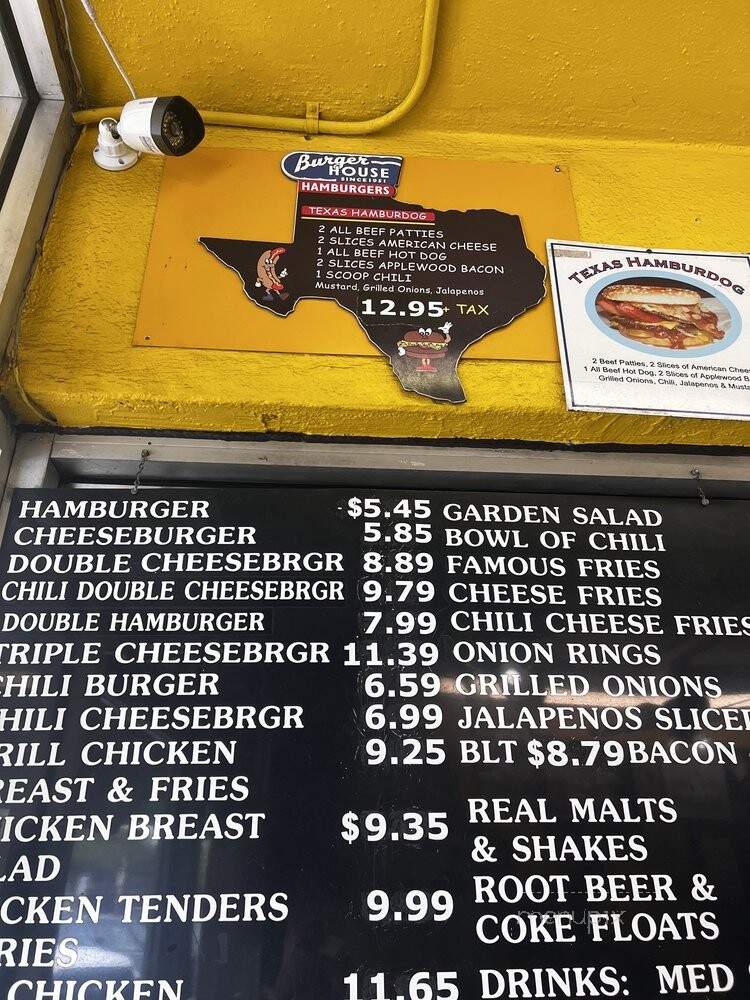 Burger
HOUSE
SINCE 1951
HAMBURGERS
TEXAS HAMBURDOG
2 ALL BEEF PATTIES
2 SLICES AMERICAN CHEESE
1 ALL BEEF HOT DOG
2 SLICES APPLEWOOD BACON
1 SCOOP CHILI
Mustard, Grilled Onions, Jalapenos
12.95 + TAX
TEXAS HAMBURDOG
2 Beef Patties, 2 Slices of American Chees
1 All Beef Hot Dog, 2 Slices of Applewood B
Grilled Onions, Chili, Jalapenos & Musta
HAMBURGER $5.45
CHEESEBURGER 5.85
DOUBLE CHEESEBRGR 8.89
CHILI DOUBLE CHEESEBRGR 9.79
DOUBLE HAMBURGER 7.99
TRIPLE CHEESEBRGR 11.39
CHILI BURGER 6.59
HILI CHEESEBRGR 6.99
RILL CHICKEN 9.25
REAST & FRIES
ICKEN BREAST $9.35
LAD
CKEN TENDERS 9.99
RIES
CHICKEN 11.65
GARDEN SALAD
BOWL OF CHILI
FAMOUS FRIES
CHEESE FRIES
CHILI CHEESE FRIES
ONION RINGS
GRILLED ONIONS
JALAPENOS SLICED
BLT $8.79 BACON
REAL MALTS
& SHAKES
ROOT BEER &
COKE FLOATS
DRINKS: MED
menupix